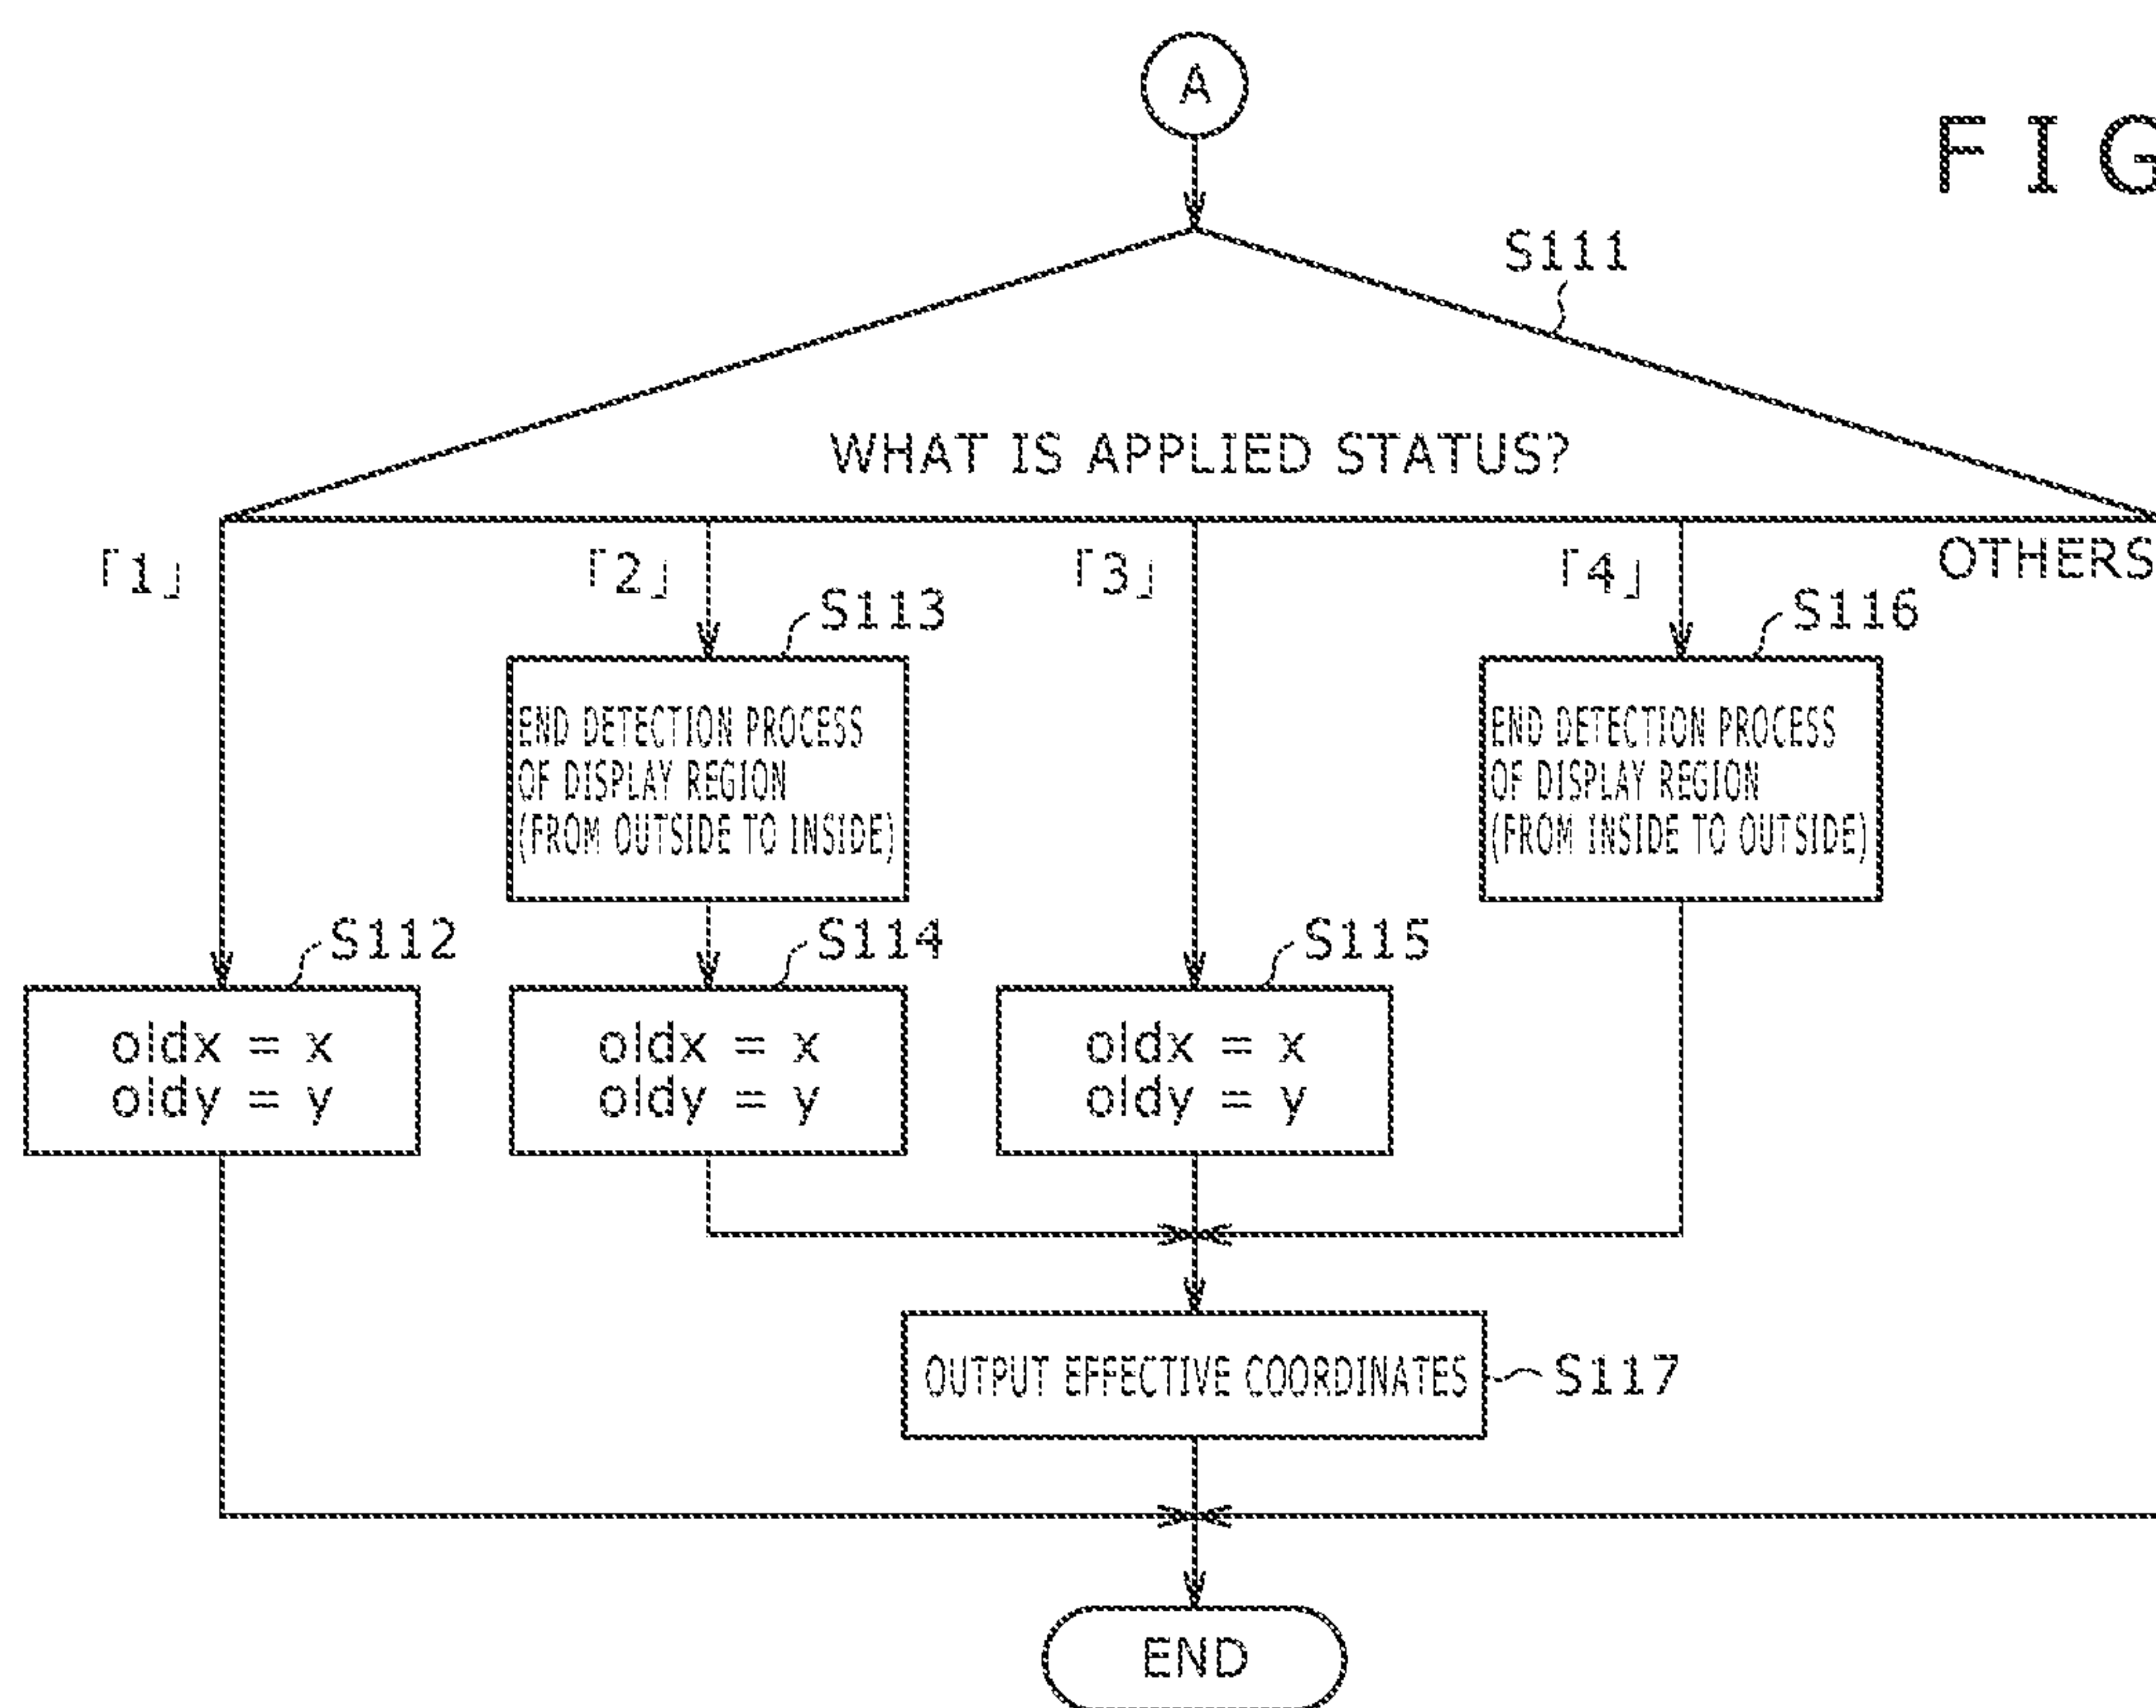 A
FIG
S111
WHAT IS APPLIED STATUS?
「1」
「2」
「3」
「4」
OTHERS
S113
S116
END DETECTION PROCESS
OF DISPLAY REGION
(FROM OUTSIDE TO INSIDE)
END DETECTION PROCESS
OF DISPLAY REGION
(FROM INSIDE TO OUTSIDE)
S112
S114
S115
oldx = x
oldy = y
oldx = x
oldy = y
oldx = x
oldy = y
OUTPUT EFFECTIVE COORDINATES
S117
END